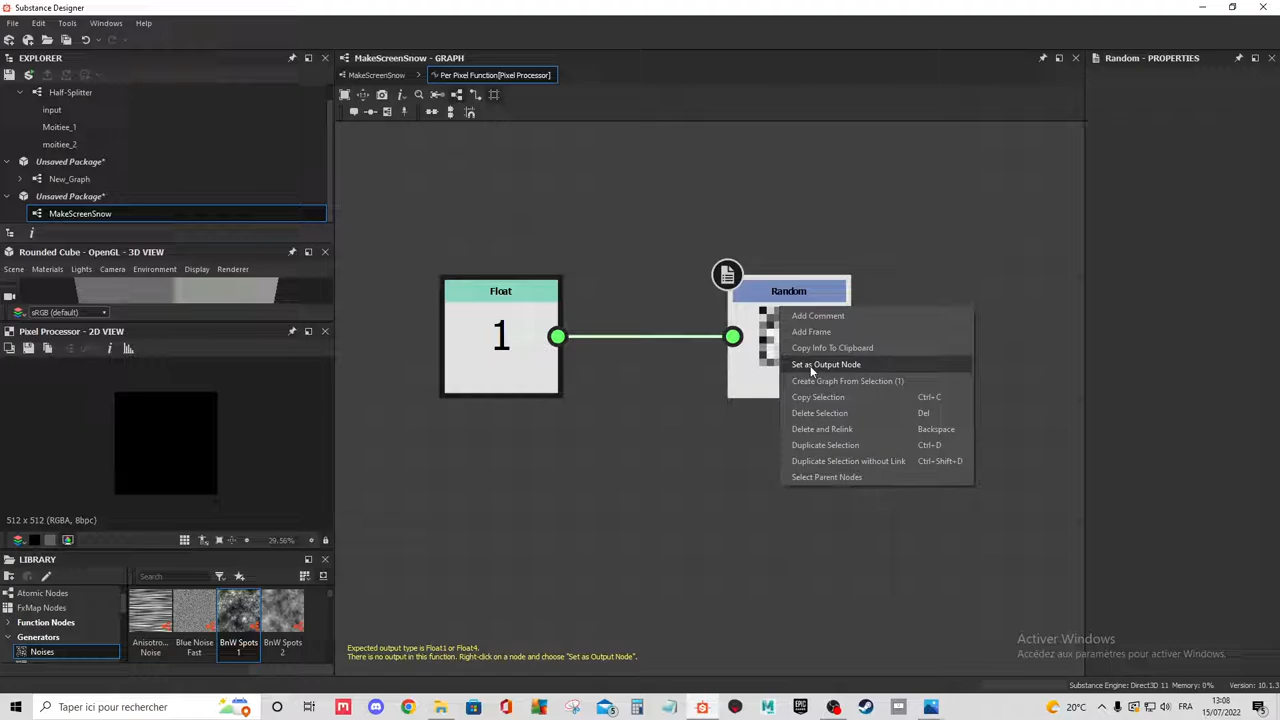 Substance Designer
File Edit Tools Windows Help
EXPLORER
MakeScreenSnow - GRAPH
Random - PROPERTIES
MakeScreenSnow
Per Pixel Function[Pixel Processor]
Half-Splitter
input
Moitiee_1
moitiee_2
Unsaved Package*
New_Graph
Unsaved Package*
MakeScreenSnow
Rounded Cube - OpenGL - 3D VIEW
Scene Materials Lights Camera Environment Display Renderer
sRGB (default)
Pixel Processor - 2D VIEW
512 x 512 (RGBA, 8bpc)
29.56%
LIBRARY
Search
Atomic Nodes
FxMap Nodes
Function Nodes
Generators
Noises
Anisotro... Noise
Blue Noise Fast
BnW Spots 1
BnW Spots 2
Float
1
Random
Add Comment
Add Frame
Copy Info To Clipboard
Set as Output Node
Create Graph From Selection (1)
Copy Selection Ctrl+C
Delete Selection Del
Delete and Relink Backspace
Duplicate Selection Ctrl+D
Duplicate Selection without Link Ctrl+Shift+D
Select Parent Nodes
Expected output type is Float1 or Float4.
There is no output in this function. Right-click on a node and choose "Set as Output Node".
Activer Windows
Accédez aux paramètres pour activer Windows.
Substance Engine: Direct3D 11 Memory: 0% Version: 10.1.3
Taper ici pour rechercher
20°C
FRA
13:08
15/07/2022